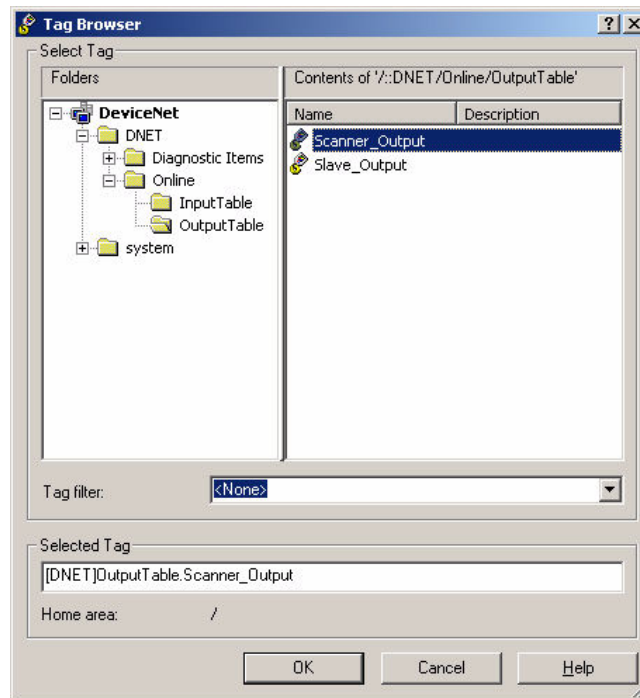 Tag Browser
Select Tag
Folders
Contents of '/::DNET/Online/OutputTable'
DeviceNet
DNET
Diagnostic Items
Online
InputTable
OutputTable
system
Name Description
Scanner_Output
Slave_Output
Tag filter: <None>
Selected Tag
[DNET]OutputTable.Scanner_Output
Home area: /
OK Cancel Help